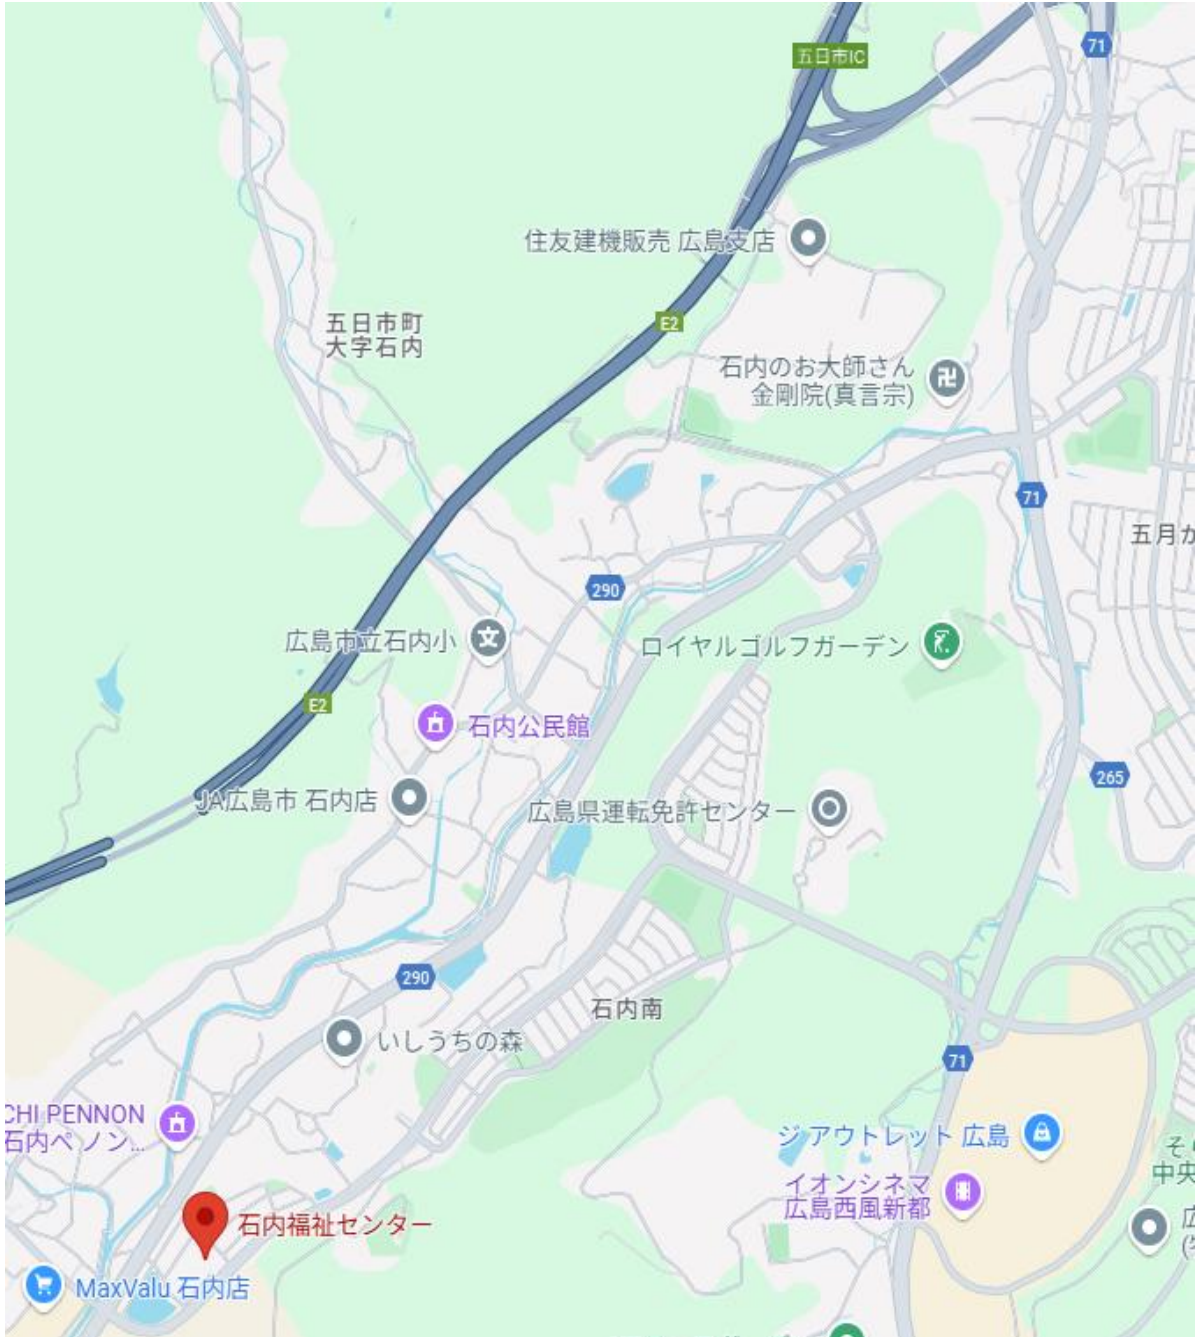 71
五日市IC
住友建機販売 広島支店
五日市町
大字石内
E2
石内のお大師さん
金剛院(真言宗)
71
五月か
290
広島市立石内小
文
ロイヤルゴルフガーデン
E2
石内公民館
265
JA広島市 石内店
広島県運転免許センター
290
石内南
いしうちの森
71
CHI PENNON
石内ペノン...
ジ アウトレット 広島
中央
イオンシネマ
広島西風新都
石内福祉センター
MaxValu 石内店